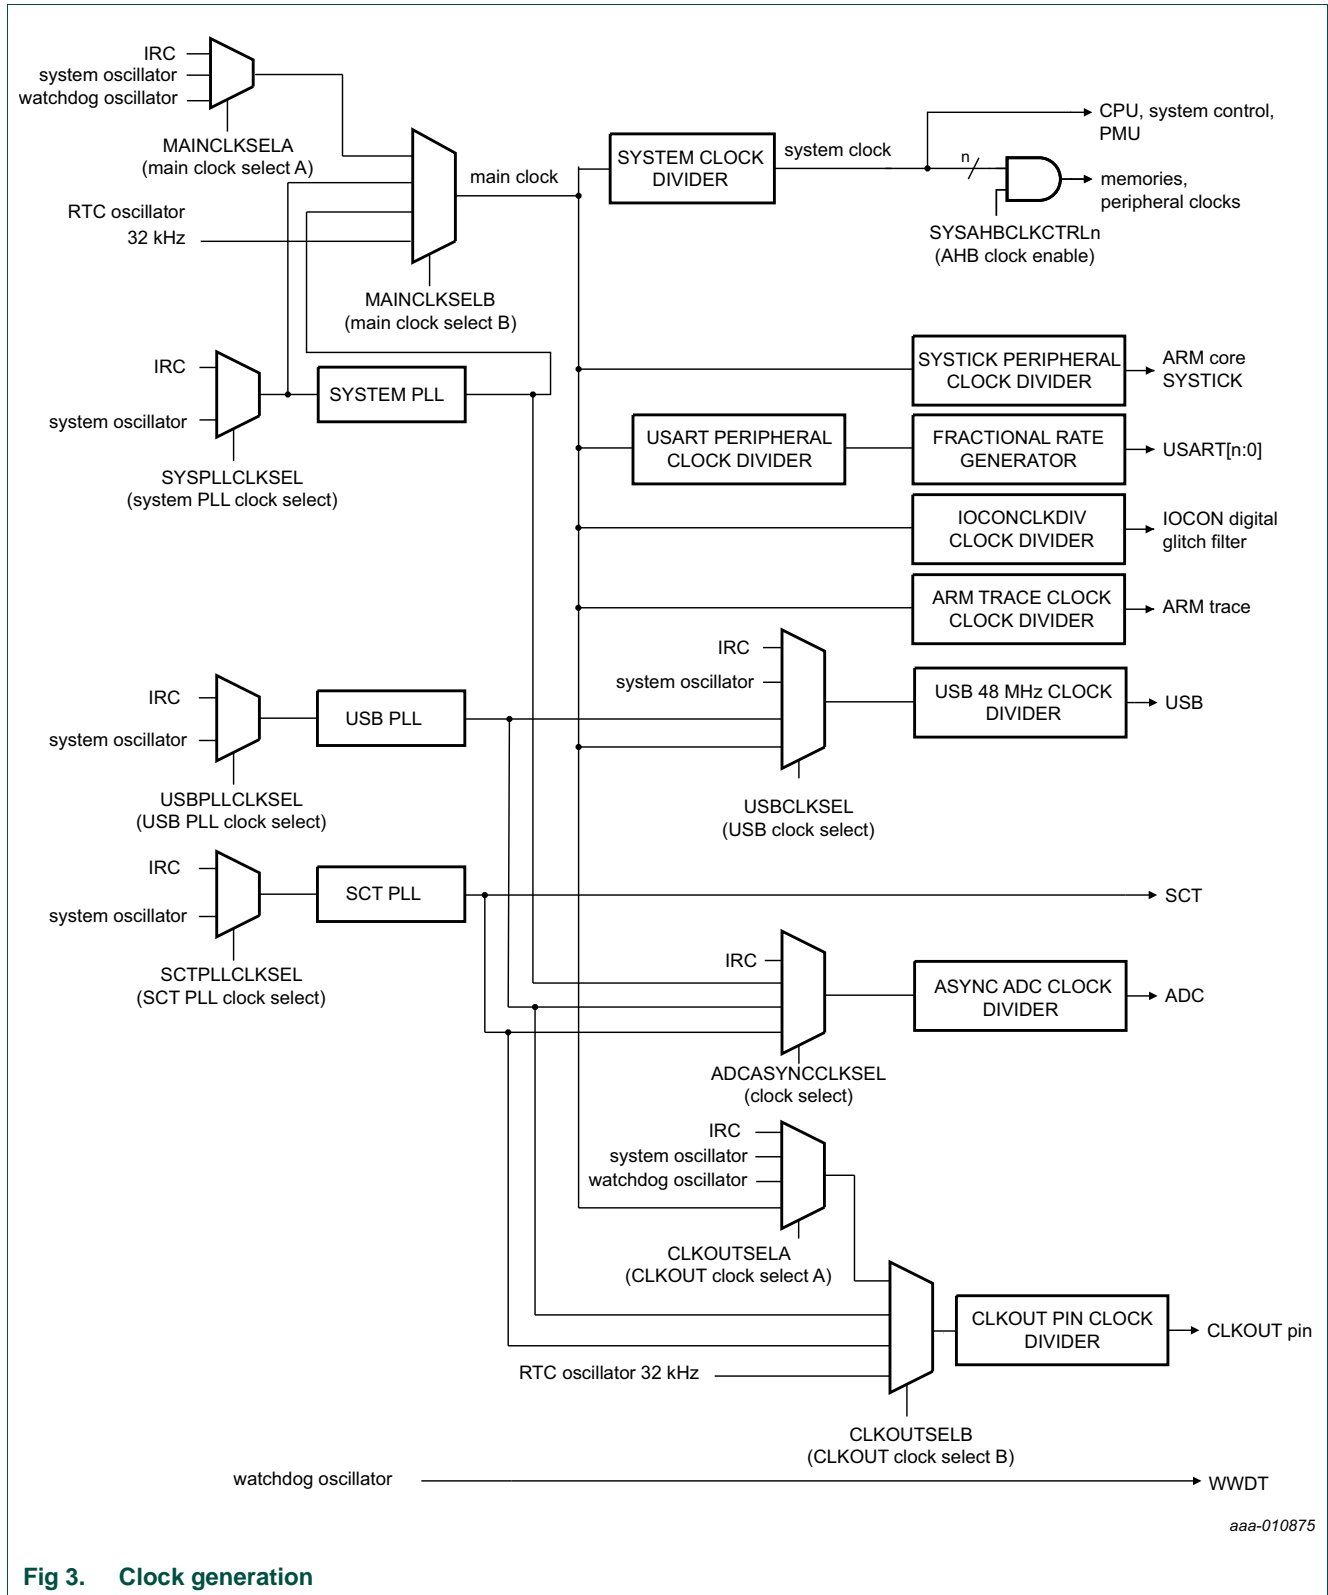 IRC
system oscillator
watchdog oscillator
MAINCLKSELA
(main clock select A)
RTC oscillator
32 kHz
main clock
MAINCLKSELB
(main clock select B)
SYSTEM CLOCK
DIVIDER
system clock
n
CPU, system control,
PMU
memories,
peripheral clocks
SYSAHBCLKCTRLn
(AHB clock enable)
IRC
system oscillator
SYSTEM PLL
SYSPLLCLKSEL
(system PLL clock select)
SYSTICK PERIPHERAL
CLOCK DIVIDER
ARM core
SYSTICK
USART PERIPHERAL
CLOCK DIVIDER
FRACTIONAL RATE
GENERATOR
USART[n:0]
IOCONCLKDIV
CLOCK DIVIDER
IOCON digital
glitch filter
ARM TRACE CLOCK
CLOCK DIVIDER
ARM trace
IRC
system oscillator
USB PLL
USBPLLCLKSEL
(USB PLL clock select)
IRC
system oscillator
USBCLKSEL
(USB clock select)
USB 48 MHz CLOCK
DIVIDER
USB
IRC
system oscillator
SCT PLL
SCTPLLCLKSEL
(SCT PLL clock select)
SCT
IRC
ADCASYNCCLKSEL
(clock select)
ASYNC ADC CLOCK
DIVIDER
ADC
IRC
system oscillator
watchdog oscillator
CLKOUTSELA
(CLKOUT clock select A)
RTC oscillator 32 kHz
CLKOUTSELB
(CLKOUT clock select B)
CLKOUT PIN CLOCK
DIVIDER
CLKOUT pin
watchdog oscillator
WWDT
aaa-010875
Fig 3. Clock generation